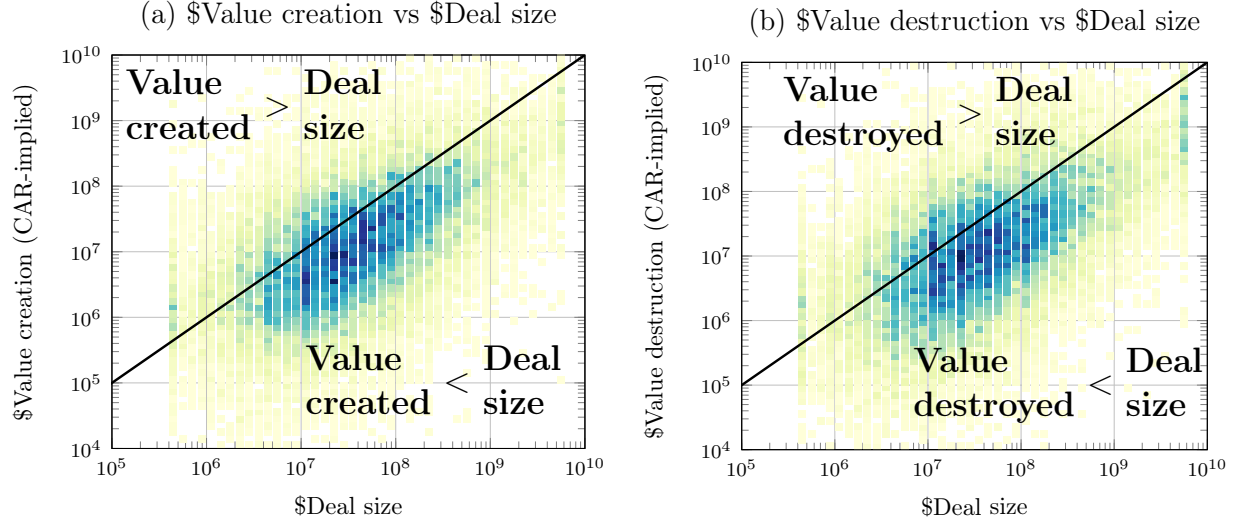 (a) $Value creation vs $Deal size
$Value creation (CAR-implied)
10^10
10^9
10^8
10^7
10^6
10^5
10^4
Value created > Deal size
Value created < Deal size
10^5 10^6 10^7 10^8 10^9 10^10
$Deal size
(b) $Value destruction vs $Deal size
$Value destruction (CAR-implied)
10^10
10^9
10^8
10^7
10^6
10^5
10^4
Value destroyed > Deal size
Value destroyed < Deal size
10^5 10^6 10^7 10^8 10^9 10^10
$Deal size